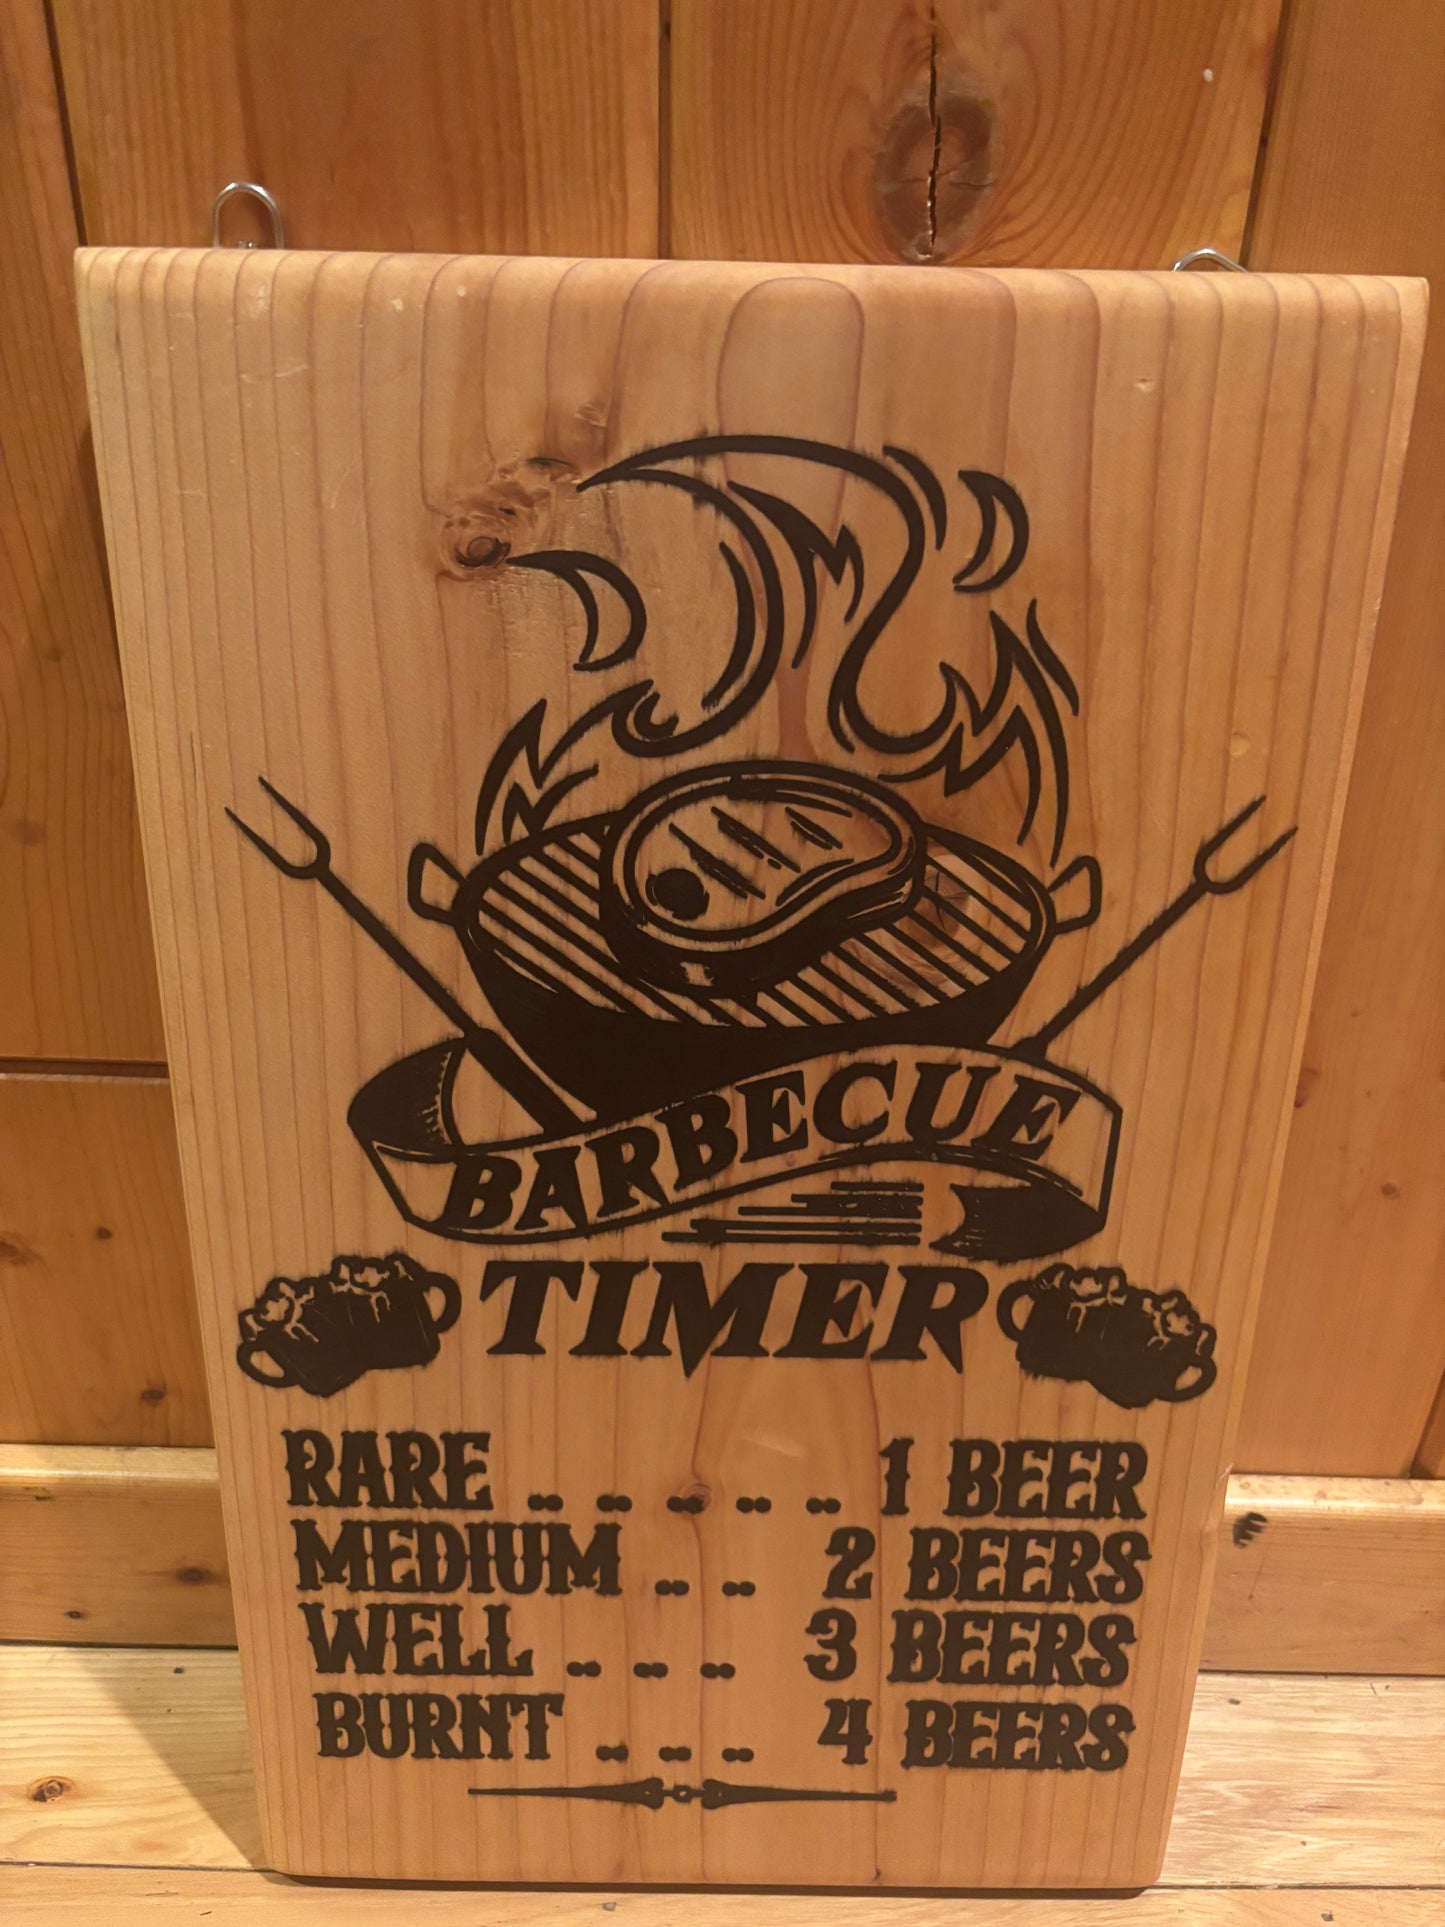 BARBECUE
TIMER
RARE .. .. .. .. .. 1 BEER
MEDIUM .. .. 2 BEERS
WELL .. .. .. 3 BEERS
BURNT .. .. .. 4 BEERS